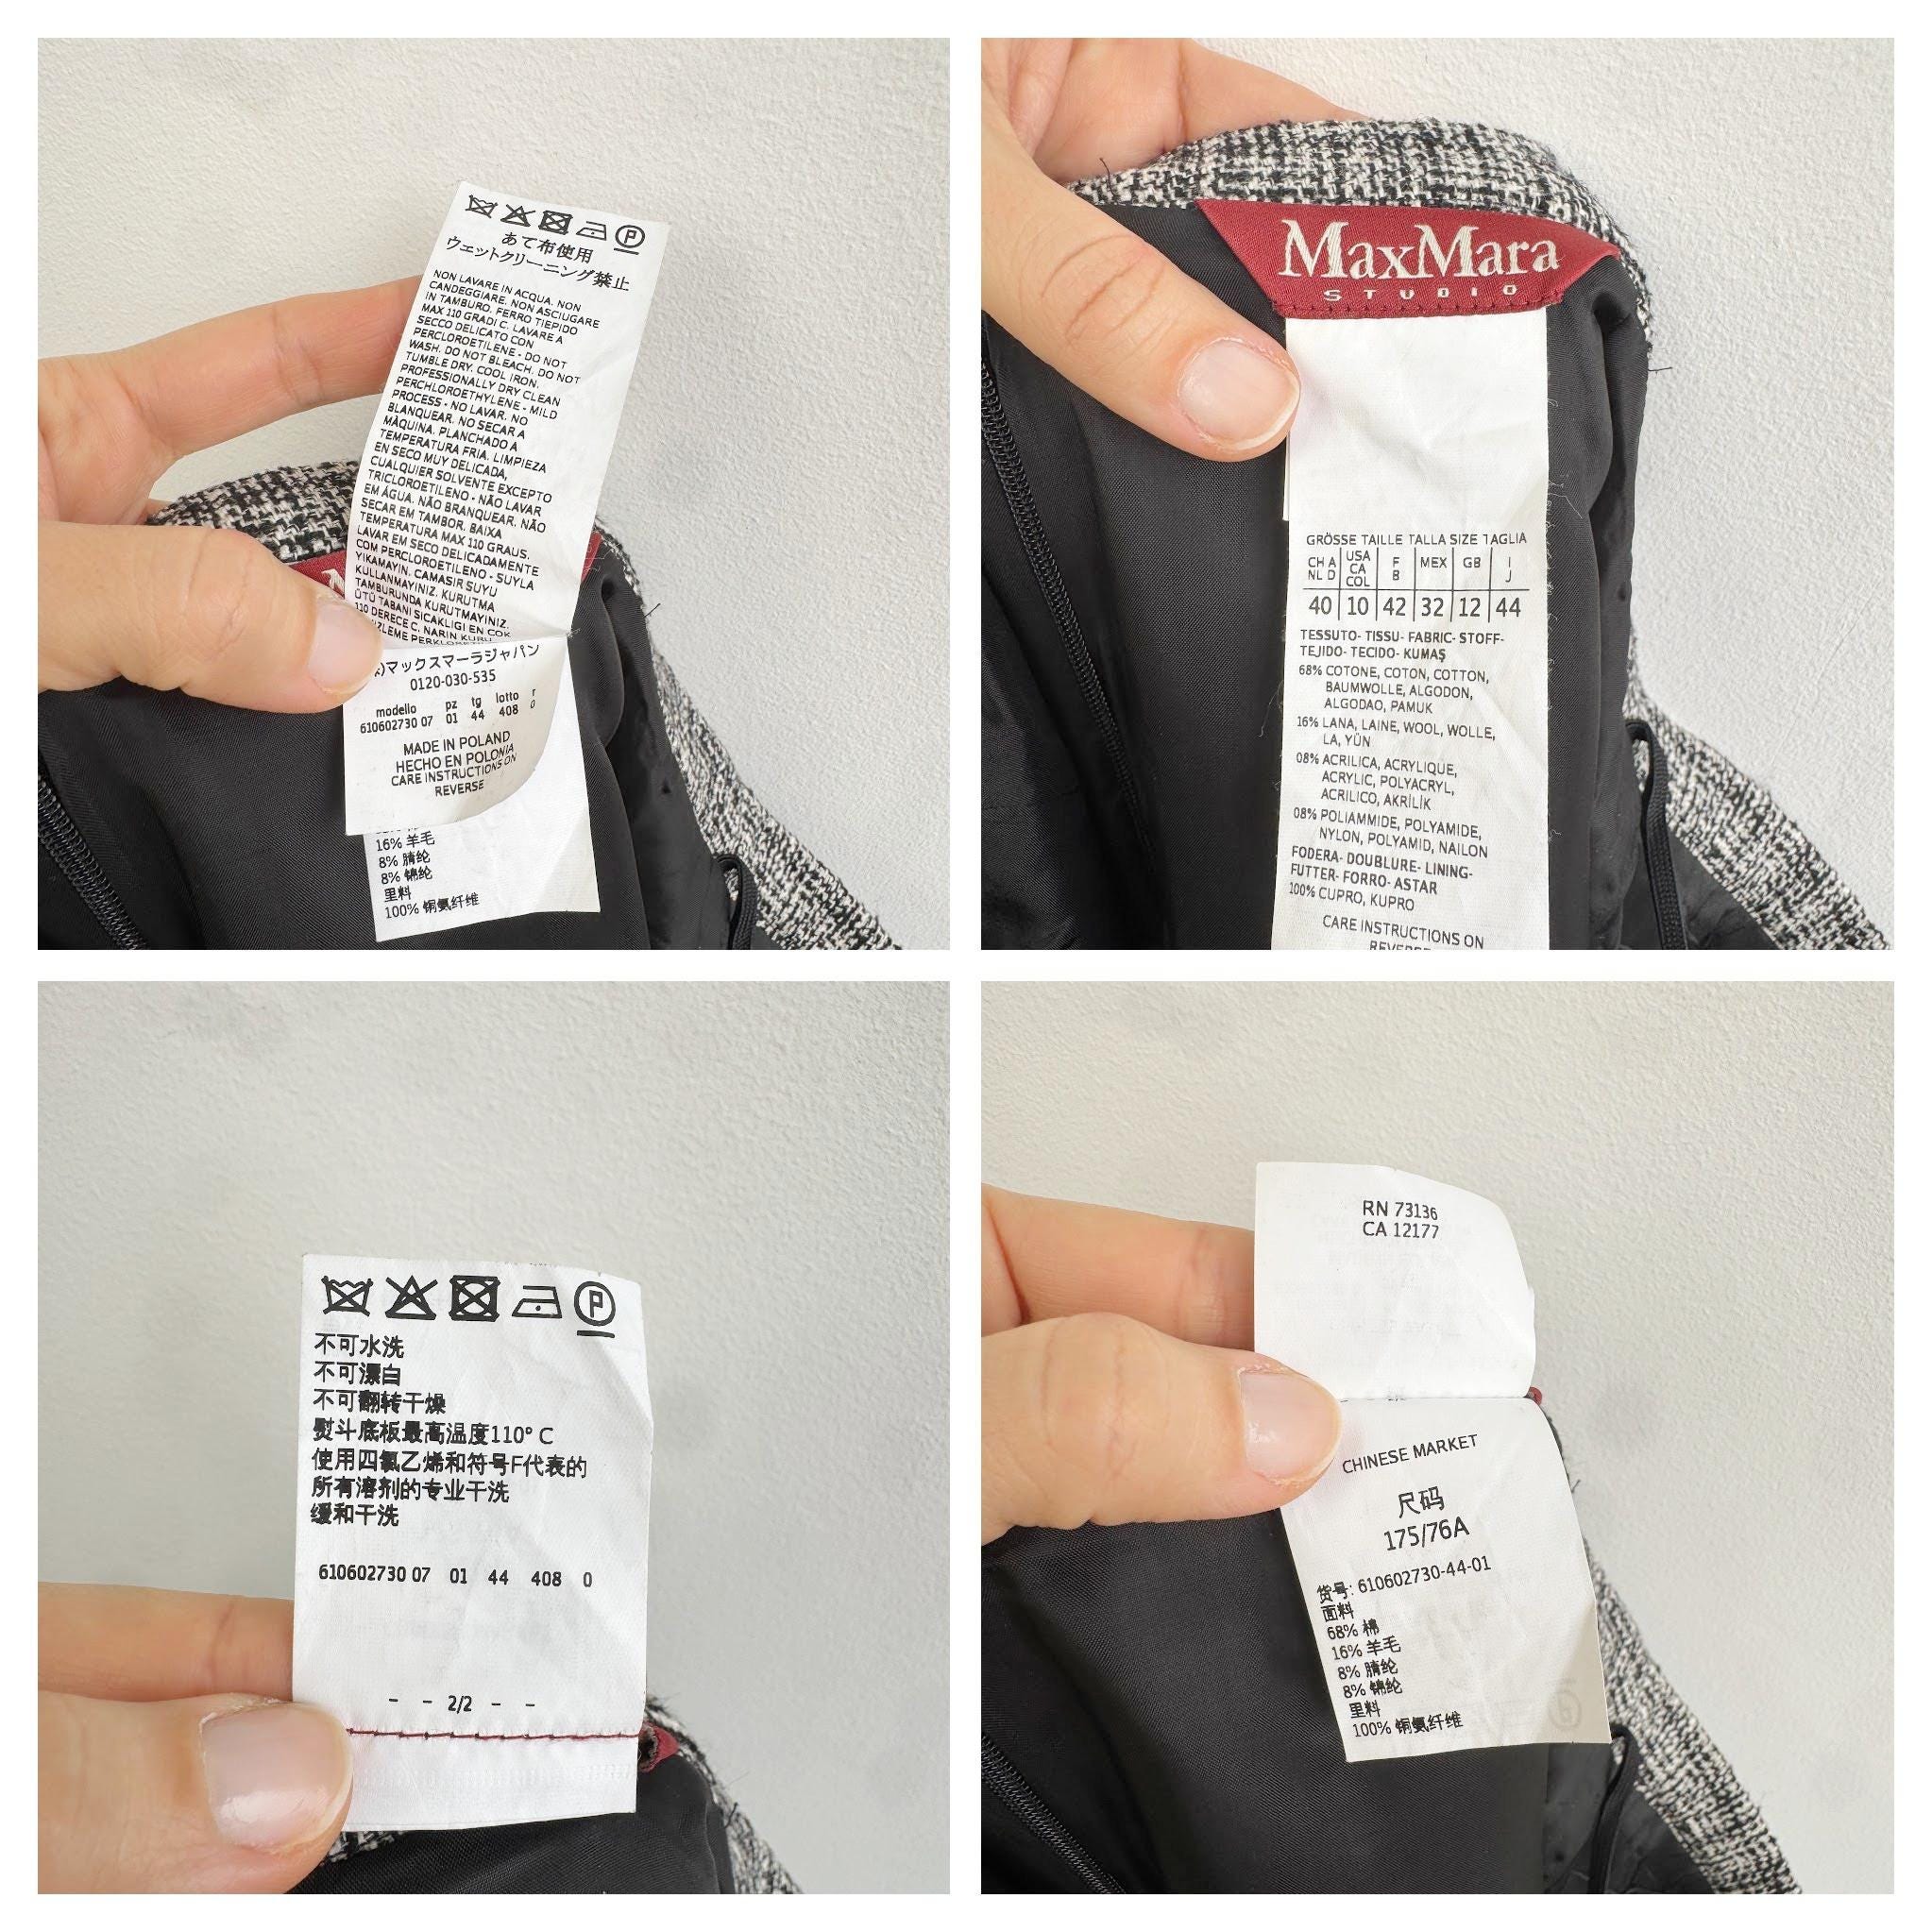 あて布使用
ウェットクリーニング禁止
NON LAVARE IN ACQUA. NON
CANDEGGIARE. NON ASCIUGARE
IN TAMBURO. FERRO TIEPIDO
MAX 110 GRADI C. LAVARE A
SECCO DELICATO CON
PERCLOROETILENE - DO NOT
WASH. DO NOT BLEACH. DO NOT
TUMBLE DRY. COOL IRON.
PROFESSIONALLY DRY CLEAN
PERCHLOROETHYLENE - MILD
PROCESS - NO LAVAR. NO
BLANQUEAR. NO SECAR A
MÀQUINA. PLANCHADO A
TEMPERATURA FRIA. LIMPIEZA
EN SECO MUY DELICADA,
CUALQUIER SOLVENTE EXCEPTO
TRICLOROETILENO - NÃO LAVAR
EM ÁGUA. NÃO BRANQUEAR. NÃO
SECAR EM TAMBOR. BAIXA
TEMPERATURA MAX 110 GRAUS.
LAVAR EM SECO DELICADAMENTE
COM PERCLOROETILENO - SUYLA
YIKAMAYIN. CAMASIR SUYU
KULLANMAYINIZ. KURUTMA
TAMBURUNDA KURUTMAYINIZ.
ÜTÜ TABANI SICAKLIGI EN COK
110 DERECE C. NARIN KURU
マックスマーラジャパン
0120-030-535
modello pz tg lotto r
610602730 07 01 44 408 0
MADE IN POLAND
HECHO EN POLONIA
CARE INSTRUCTIONS ON
REVERSE
16% 羊毛
8% 腈纶
8% 锦纶
里料
100% 铜氨纤维
MaxMara
STUDIO
GRÖSSE TAILLE TALLA SIZE TAGLIA
CH A NL D USA CA COL F B MEX GB I J
40 10 42 32 12 44
TESSUTO- TISSU- FABRIC- STOFF-
TEJIDO- TECIDO- KUMAŞ
68% COTONE, COTON, COTTON,
BAUMWOLLE, ALGODON,
ALGODAO, PAMUK
16% LANA, LAINE, WOOL, WOLLE,
LA, YÜN
08% ACRILICA, ACRYLIQUE,
ACRYLIC, POLYACRYL,
ACRILICO, AKRİLİK
08% POLIAMMIDE, POLYAMIDE,
NYLON, POLYAMID, NAILON
FODERA- DOUBLURE- LINING-
FUTTER- FORRO- ASTAR
100% CUPRO, KUPRO
CARE INSTRUCTIONS ON
不可水洗
不可漂白
不可翻转干燥
熨斗底板最高温度110° C
使用四氯乙烯和符号F代表的
所有溶剂的专业干洗
缓和干洗
610602730 07 01 44 408 0
- - 2/2 - -
RN 73136
CA 12177
CHINESE MARKET
尺码
175/76A
货号: 610602730-44-01
面料
68% 棉
16% 羊毛
8% 腈纶
8% 锦纶
里料
100% 铜氨纤维